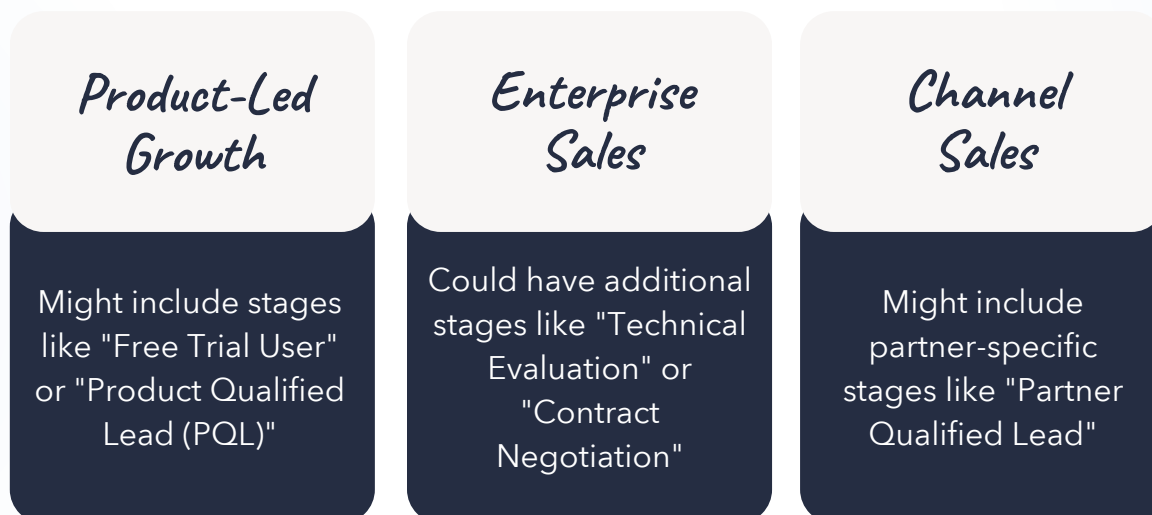 Product-Led
Growth
Might include stages
like "Free Trial User"
or "Product Qualified
Lead (PQL)"
Enterprise
Sales
Could have additional
stages like "Technical
Evaluation" or
"Contract
Negotiation"
Channel
Sales
Might include
partner-specific
stages like "Partner
Qualified Lead"